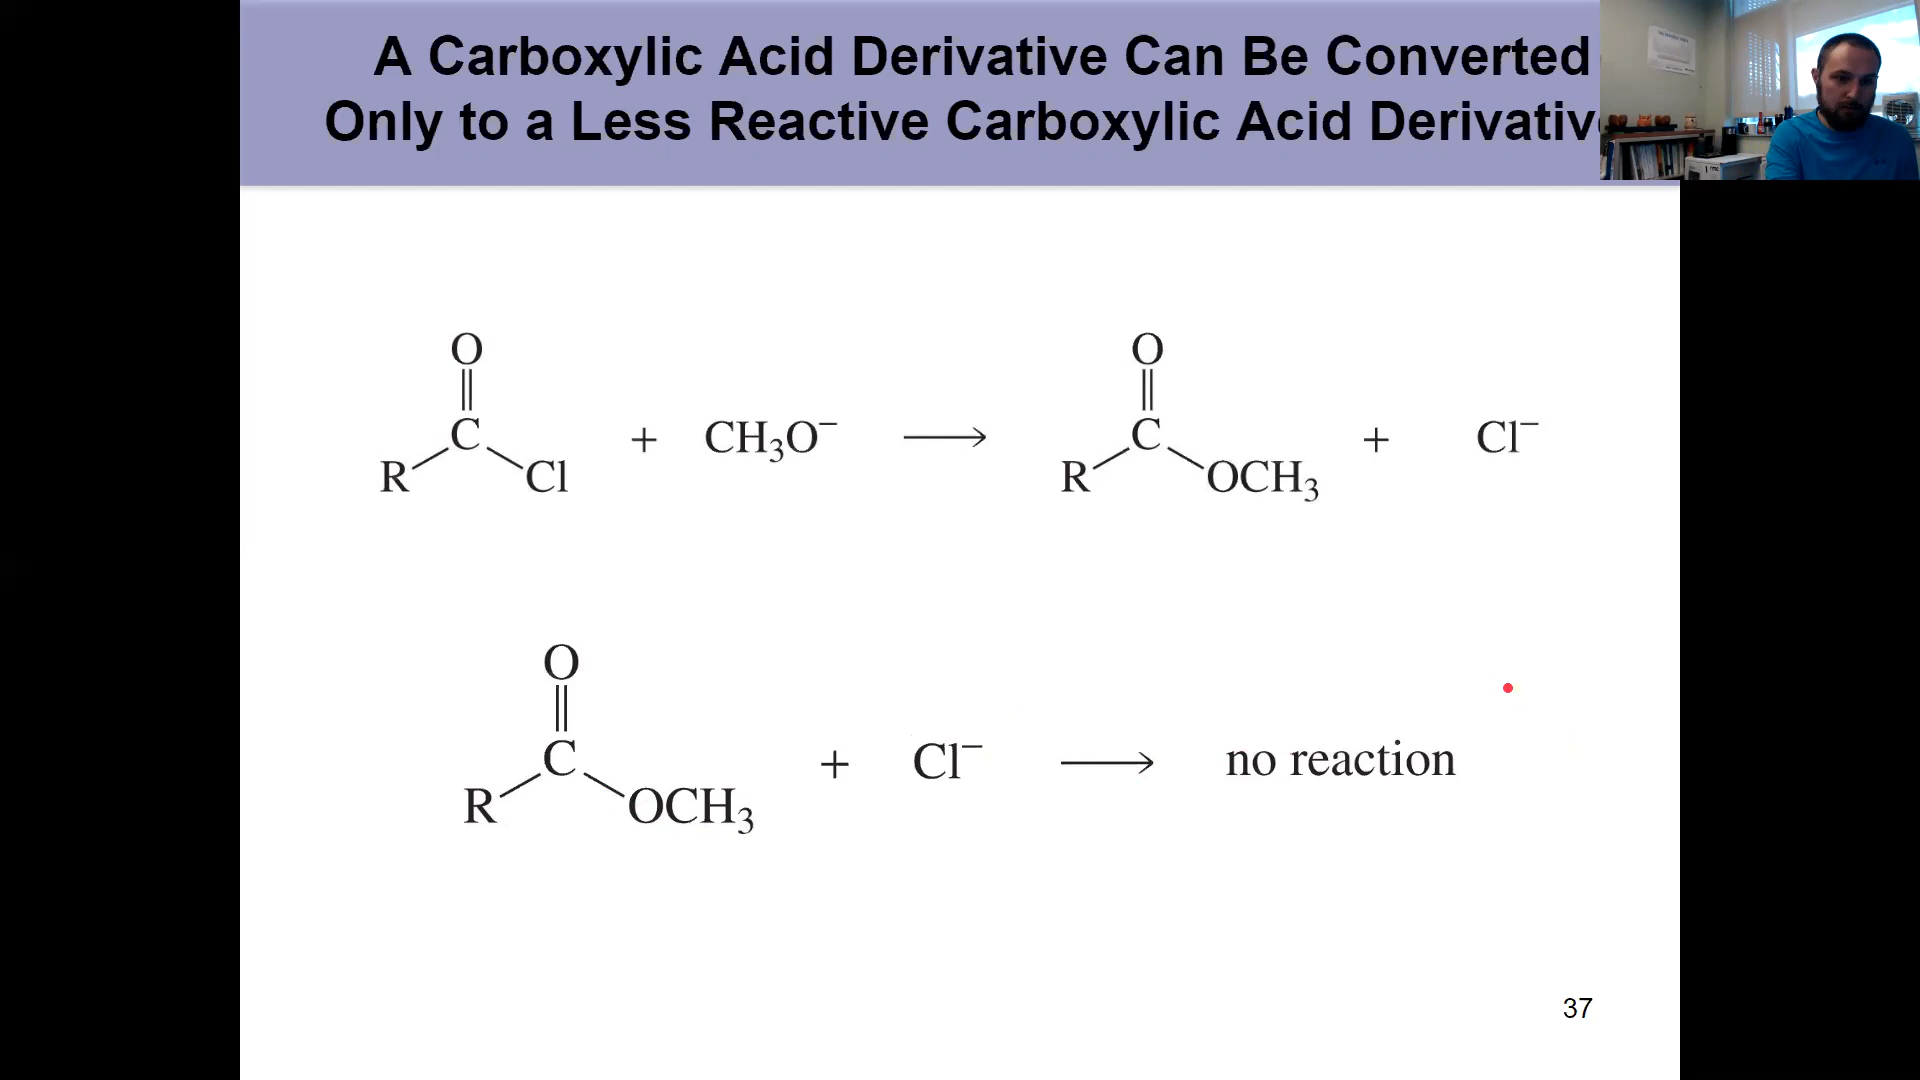 A Carboxylic Acid Derivative Can Be Converted
Only to a Less Reactive Carboxylic Acid Derivativ
O
C
R Cl + CH₃O⁻ ⟶ 
O
C
R OCH₃ + Cl⁻
O
C
R OCH₃ + Cl⁻ ⟶ no reaction
37